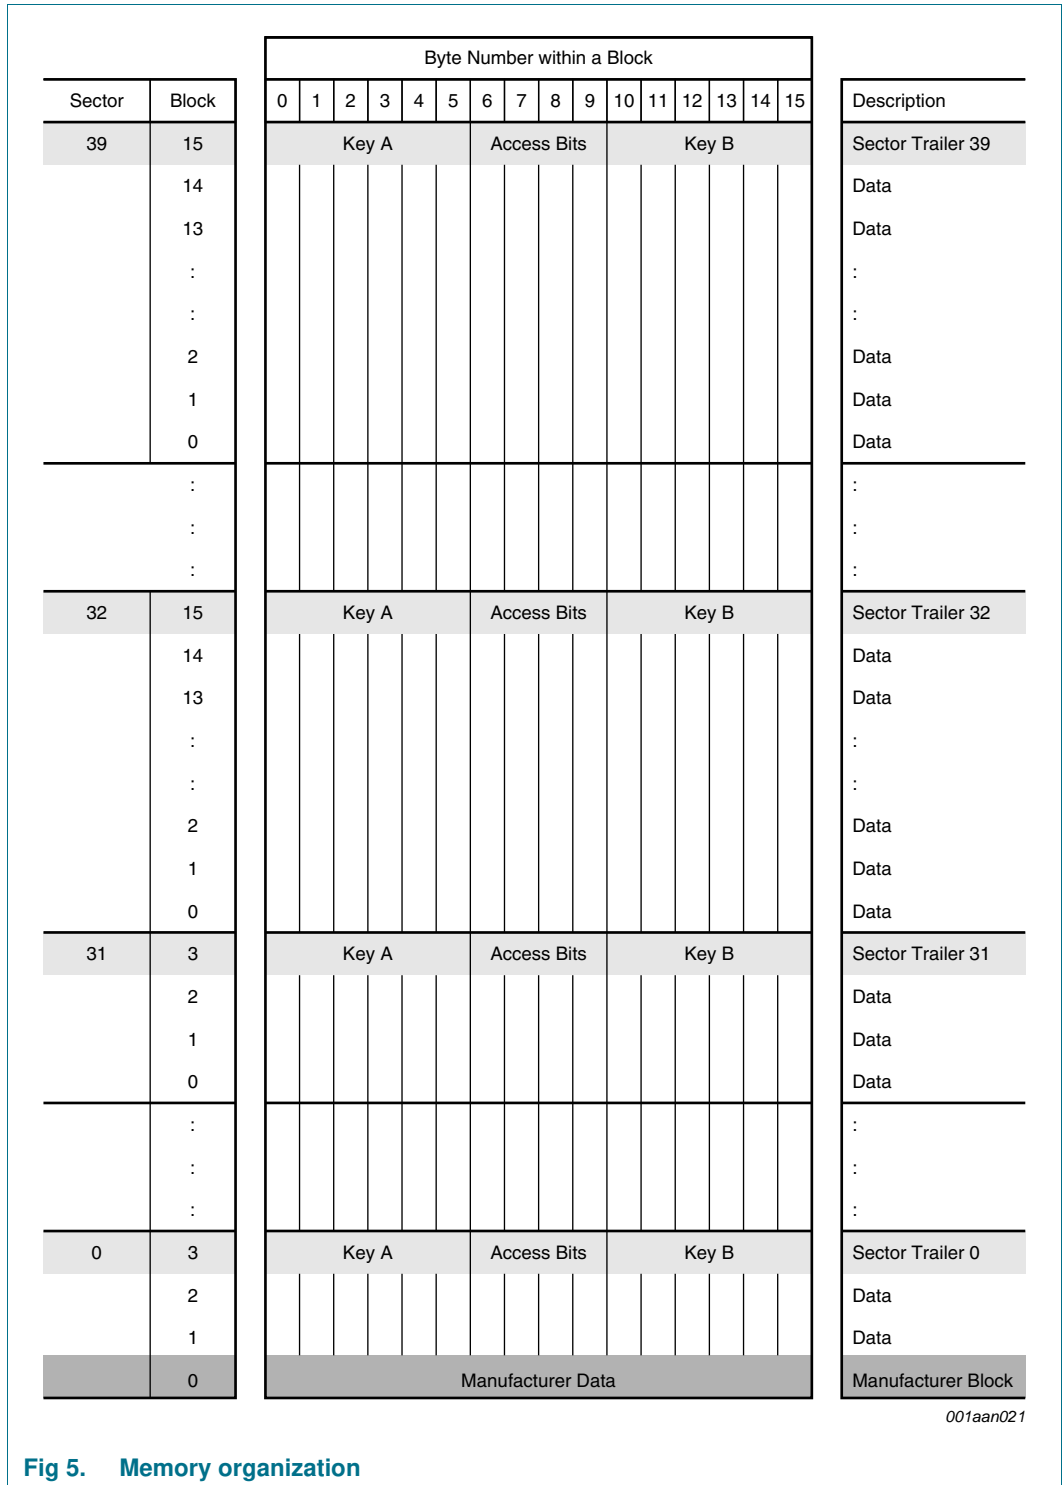 Byte Number within a Block
Sector Block 0 1 2 3 4 5 6 7 8 9 10 11 12 13 14 15 Description
39 15 Key A Access Bits Key B Sector Trailer 39
14 Data
13 Data
: :
: :
2 Data
1 Data
0 Data
: :
: :
: :
32 15 Key A Access Bits Key B Sector Trailer 32
14 Data
13 Data
: :
: :
2 Data
1 Data
0 Data
31 3 Key A Access Bits Key B Sector Trailer 31
2 Data
1 Data
0 Data
: :
: :
: :
0 3 Key A Access Bits Key B Sector Trailer 0
2 Data
1 Data
0 Manufacturer Data Manufacturer Block
001aan021
Fig 5. Memory organization